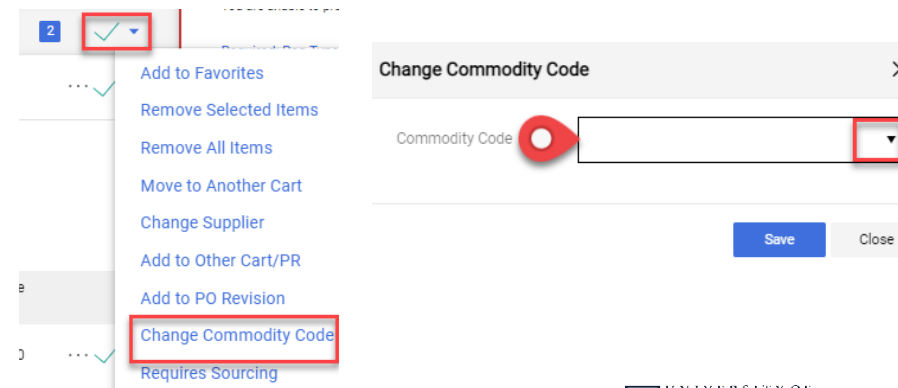 2
Add to Favorites
Remove Selected Items
Remove All Items
Move to Another Cart
Change Supplier
Add to Other Cart/PR
Add to PO Revision
Change Commodity Code
Requires Sourcing
Change Commodity Code
Commodity Code
Save Close